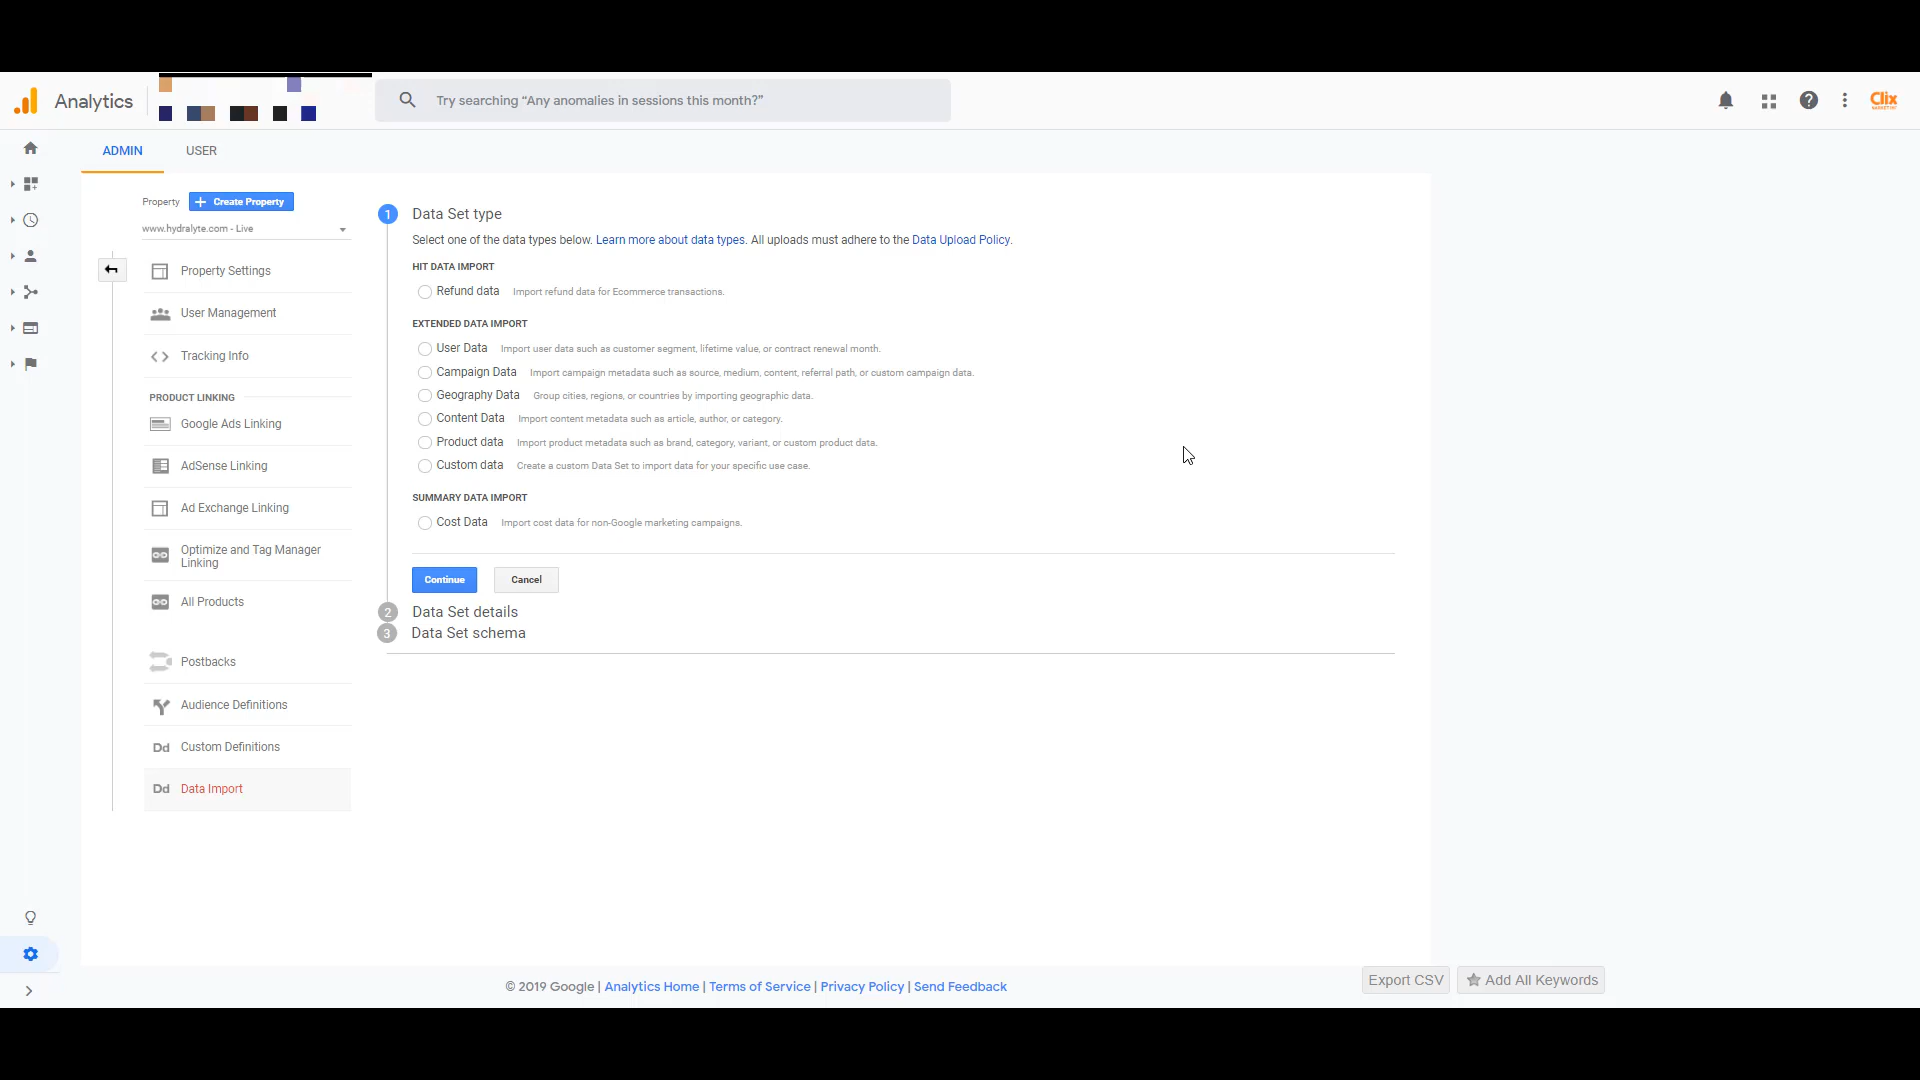 Analytics
Try searching “Any anomalies in sessions this month?”
Clix
ADMIN
USER
Property
Create Property
www.hydralyte.com - Live
Property Settings
User Management
Tracking Info
PRODUCT LINKING
Google Ads Linking
AdSense Linking
Ad Exchange Linking
Optimize and Tag Manager
Linking
All Products
Postbacks
Audience Definitions
Dd Custom Definitions
Dd Data Import
1 Data Set type
Select one of the data types below. Learn more about data types. All uploads must adhere to the Data Upload Policy.
HIT DATA IMPORT
Refund data Import refund data for Ecommerce transactions.
EXTENDED DATA IMPORT
User Data Import user data such as customer segment, lifetime value, or contract renewal month.
Campaign Data Import campaign metadata such as source, medium, content, referral path, or custom campaign data.
Geography Data Group cities, regions, or countries by importing geographic data.
Content Data Import content metadata such as article, author, or category.
Product data Import product metadata such as brand, category, variant, or custom product data.
Custom data Create a custom Data Set to import data for your specific use case.
SUMMARY DATA IMPORT
Cost Data Import cost data for non-Google marketing campaigns.
Continue Cancel
2 Data Set details
3 Data Set schema
© 2019 Google | Analytics Home | Terms of Service | Privacy Policy | Send Feedback
Export CSV
Add All Keywords